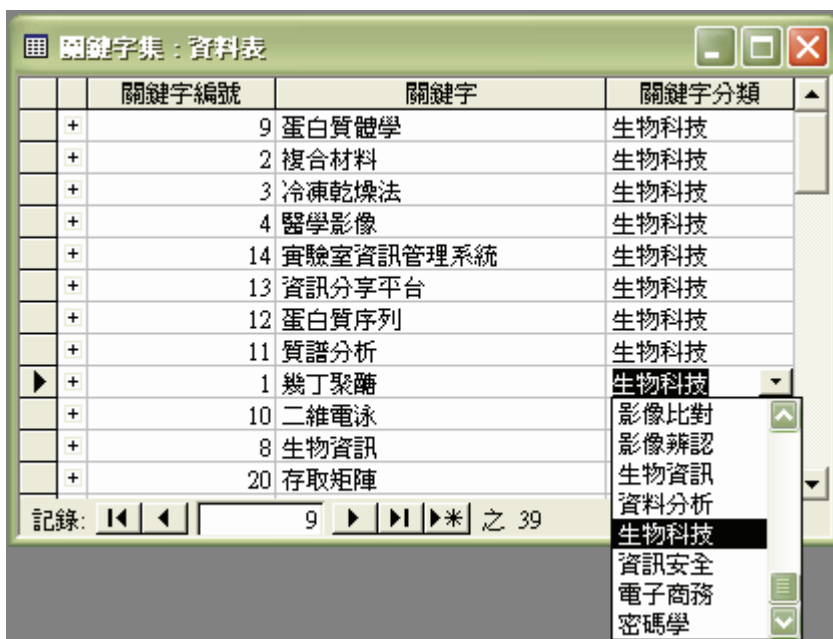 關鍵字集：資料表
關鍵字編號 關鍵字 關鍵字分類
+ 9 蛋白質體學 生物科技
+ 2 複合材料 生物科技
+ 3 冷凍乾燥法 生物科技
+ 4 醫學影像 生物科技
+ 14 實驗室資訊管理系統 生物科技
+ 13 資訊分享平台 生物科技
+ 12 蛋白質序列 生物科技
+ 11 質譜分析 生物科技
+ 1 幾丁聚醣 生物科技
+ 10 二維電泳
+ 8 生物資訊
+ 20 存取矩陣
影像比對
影像辨認
生物資訊
資料分析
生物科技
資訊安全
電子商務
密碼學
記錄: 9 之 39